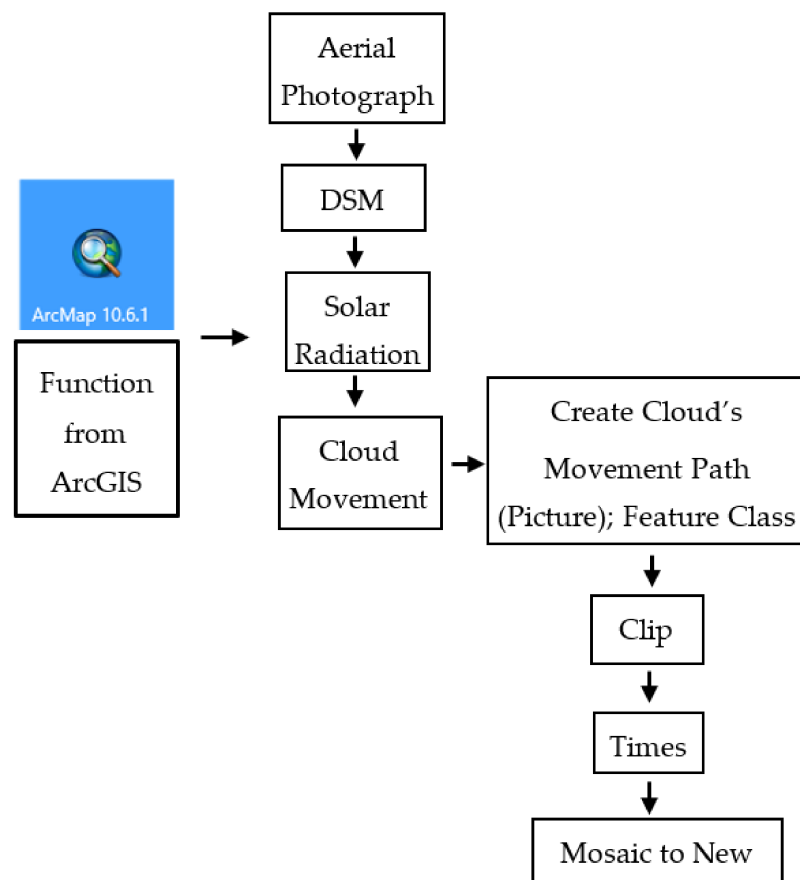 Aerial
Photograph
DSM
ArcMap 10.6.1
Function
from
ArcGIS
Solar
Radiation
Cloud
Movement
Create Cloud's
Movement Path
(Picture); Feature Class
Clip
Times
Mosaic to New